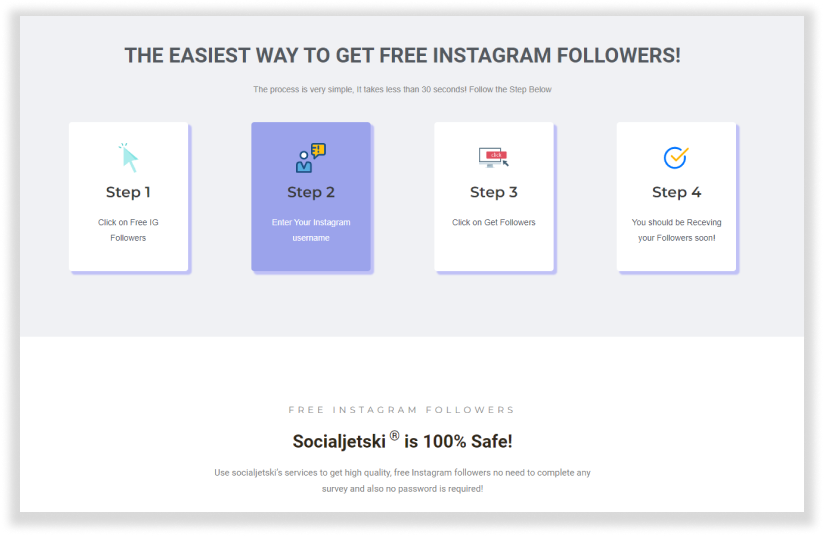 THE EASIEST WAY TO GET FREE INSTAGRAM FOLLOWERS!
The process is very simple, It takes less than 30 seconds! Follow the Step Below
Step 1
Click on Free IG
Followers
Step 2
Enter Your Instagram
username
click
Step 3
Click on Get Followers
Step 4
You should be Receving
your Followers soon!
FREE INSTAGRAM FOLLOWERS
Socialjetski ® is 100% Safe!
Use socialjetski's services to get high quality, free Instagram followers no need to complete any
survey and also no password is required!